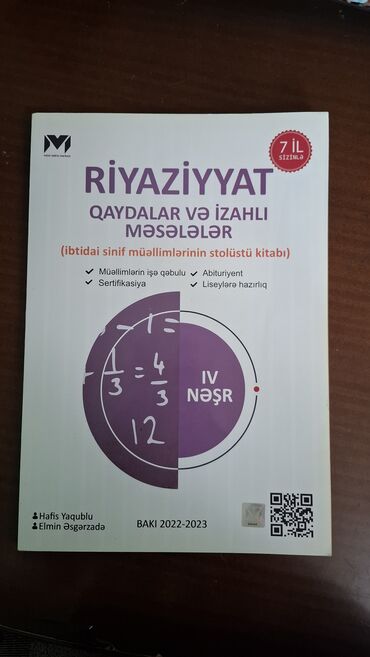 7 İL
SİZİNLƏ
RİYAZİYYAT
QAYDALAR VƏ İZAHLI
MƏSƏLƏLƏR
(ibtidai sinif müəllimlərinin stolüstü kitabı)
Müəllimlərin işə qəbulu
Abituriyent
Sertifikasiya
Liseylərə hazırlıq
- 1 =
1/3 = 4/3
12
IV
NƏŞR
Hafis Yaqublu
Elmin Əsgərzadə
BAKI 2022-2023